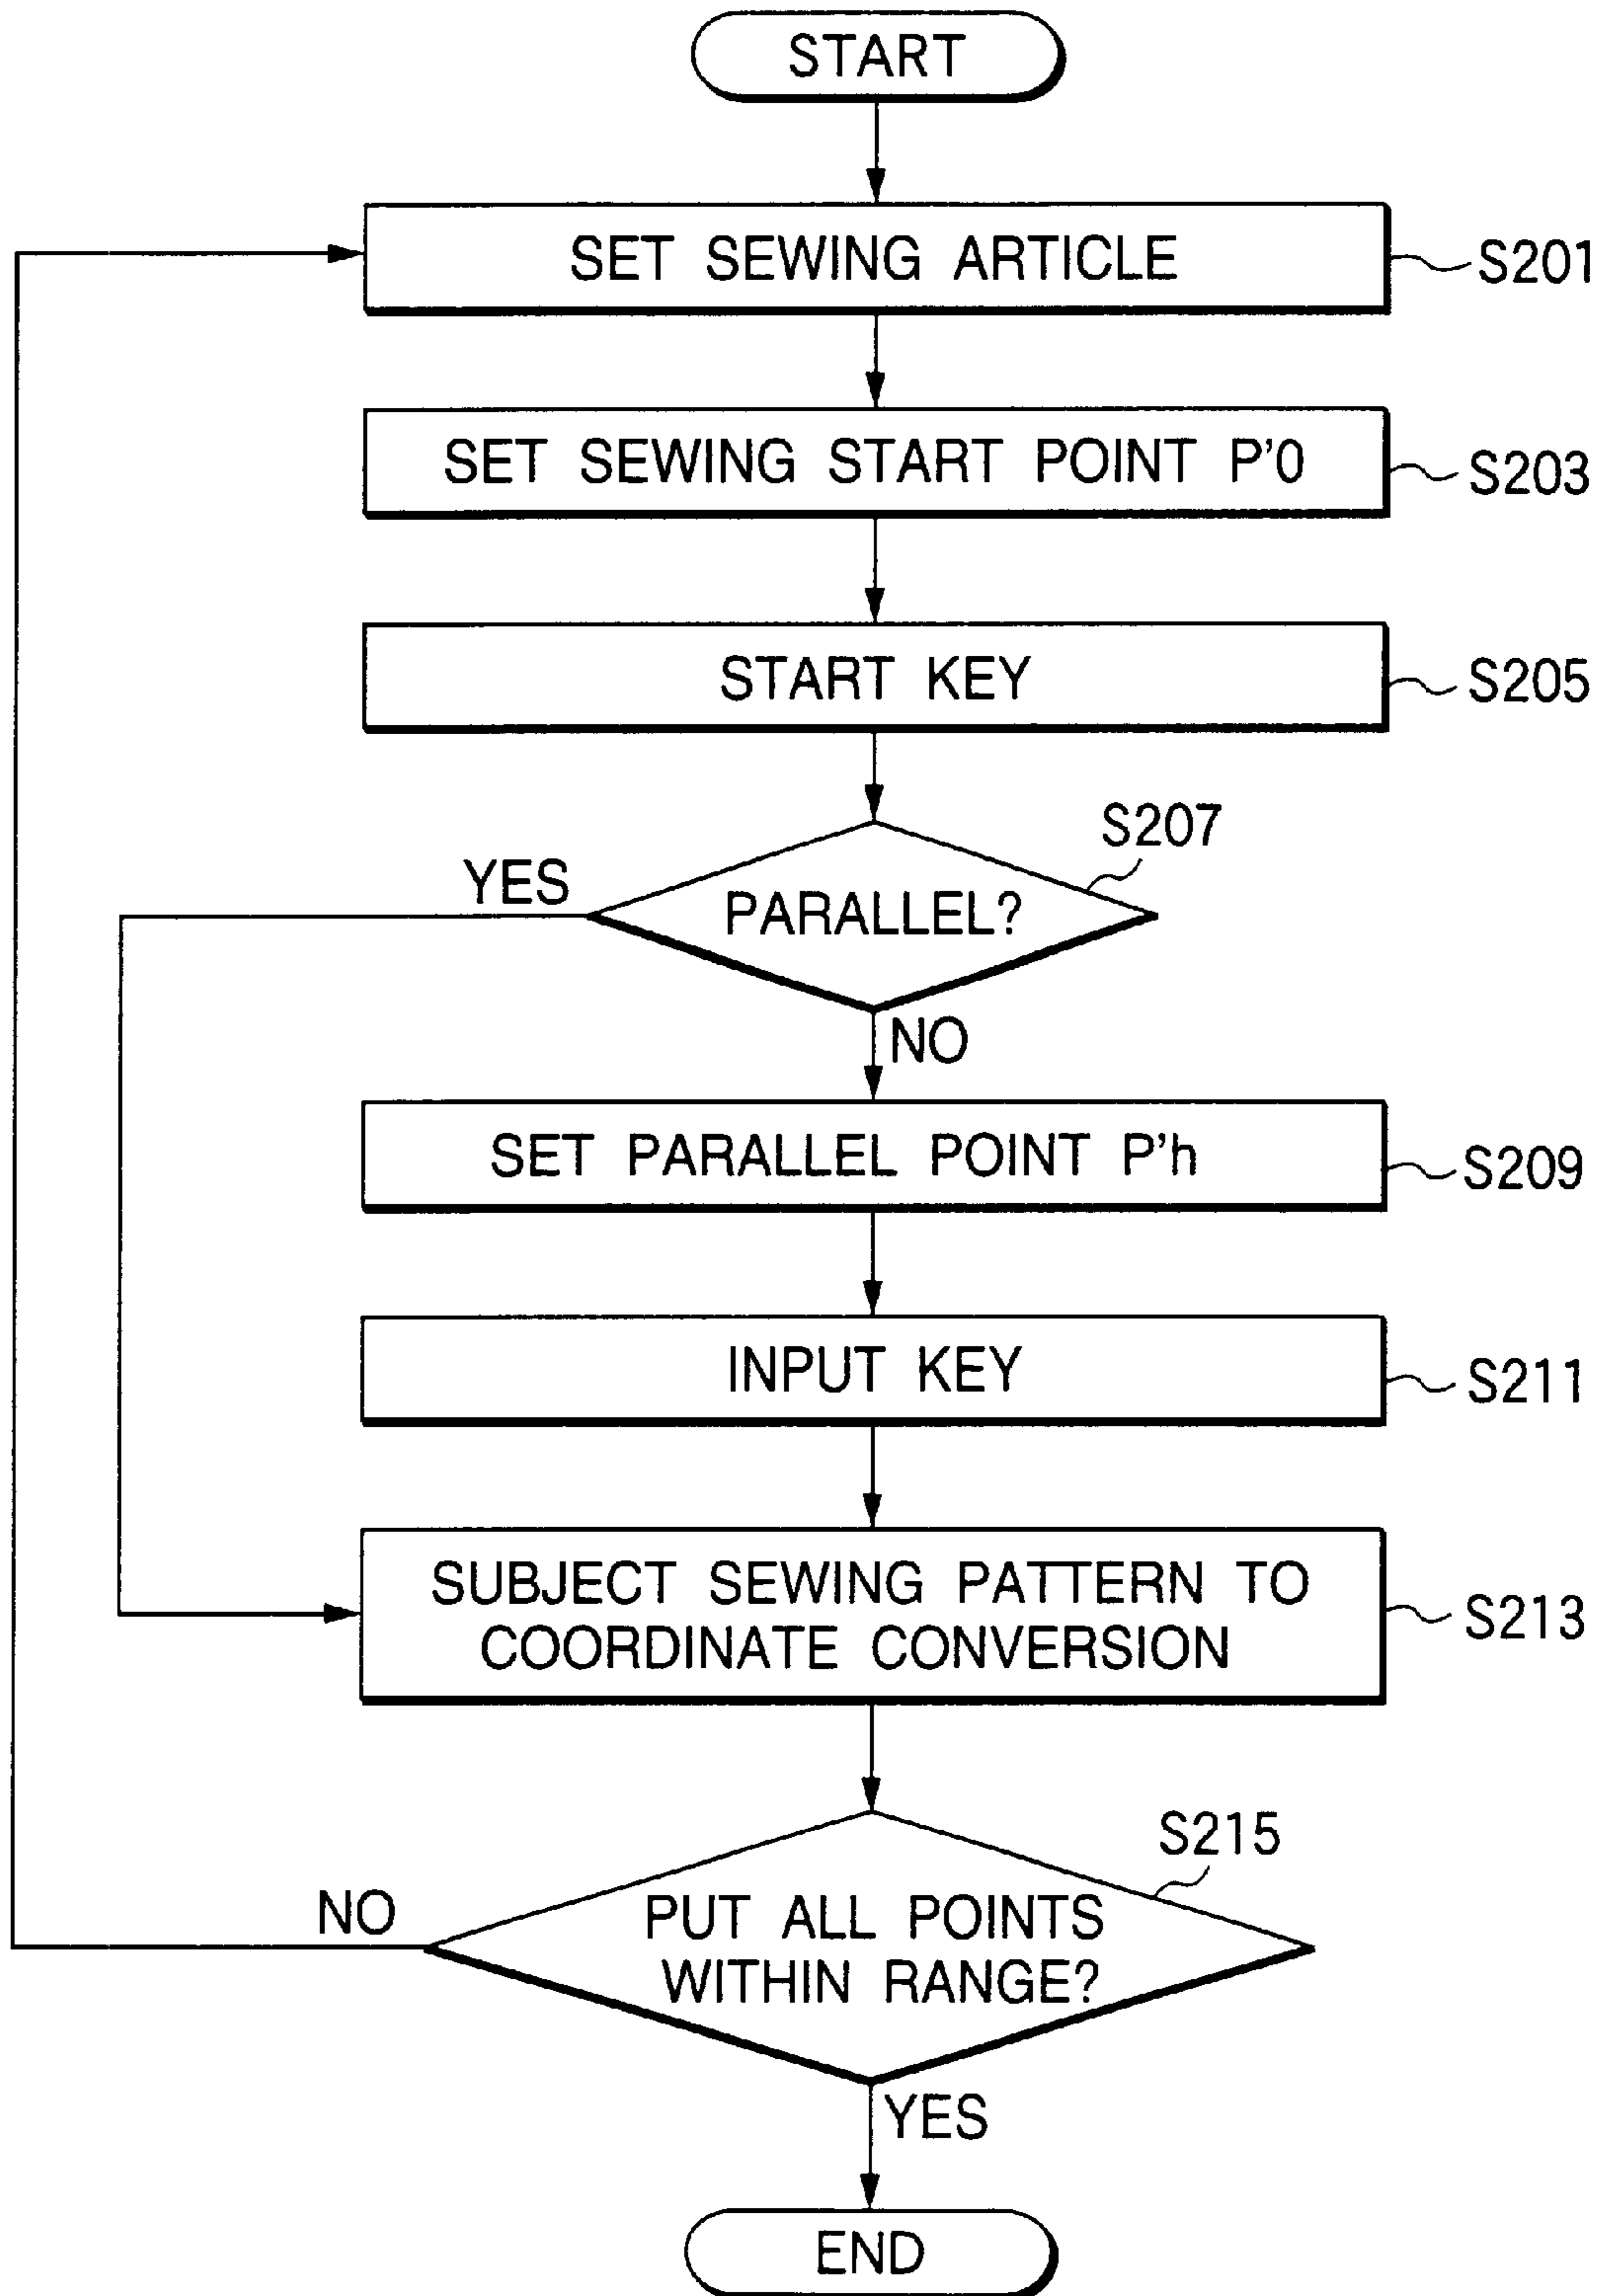 START
SET SEWING ARTICLE
S201
SET SEWING START POINT P'0
S203
START KEY
S205
S207
YES
PARALLEL?
NO
SET PARALLEL POINT P'h
S209
INPUT KEY
S211
SUBJECT SEWING PATTERN TO
COORDINATE CONVERSION
S213
S215
NO
PUT ALL POINTS
WITHIN RANGE?
YES
END